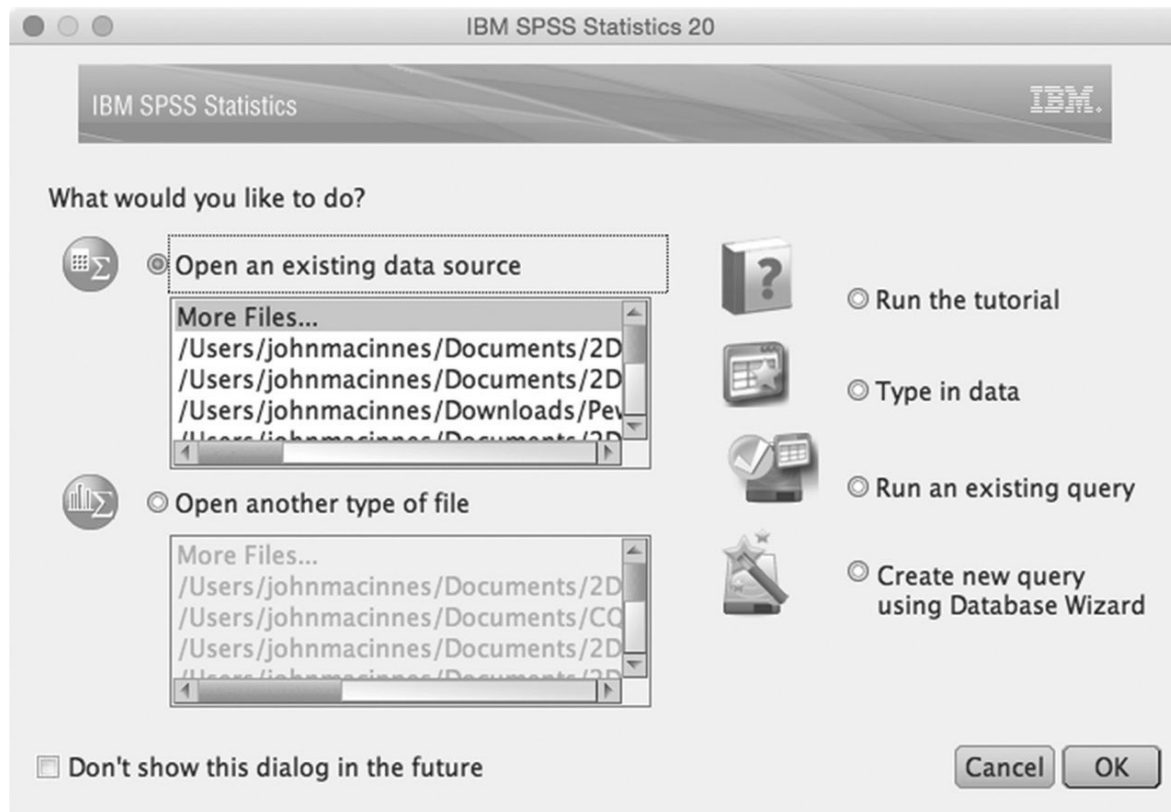 IBM SPSS Statistics 20
IBM SPSS Statistics
IBM.
What would you like to do?
Open an existing data source
More Files...
/Users/johnmacinnes/Documents/2D
/Users/johnmacinnes/Documents/2D
/Users/johnmacinnes/Downloads/Pew
Open another type of file
More Files...
/Users/johnmacinnes/Documents/2D
/Users/johnmacinnes/Documents/CQ
/Users/johnmacinnes/Documents/2D
Run the tutorial
Type in data
Run an existing query
Create new query
using Database Wizard
Don't show this dialog in the future
Cancel
OK